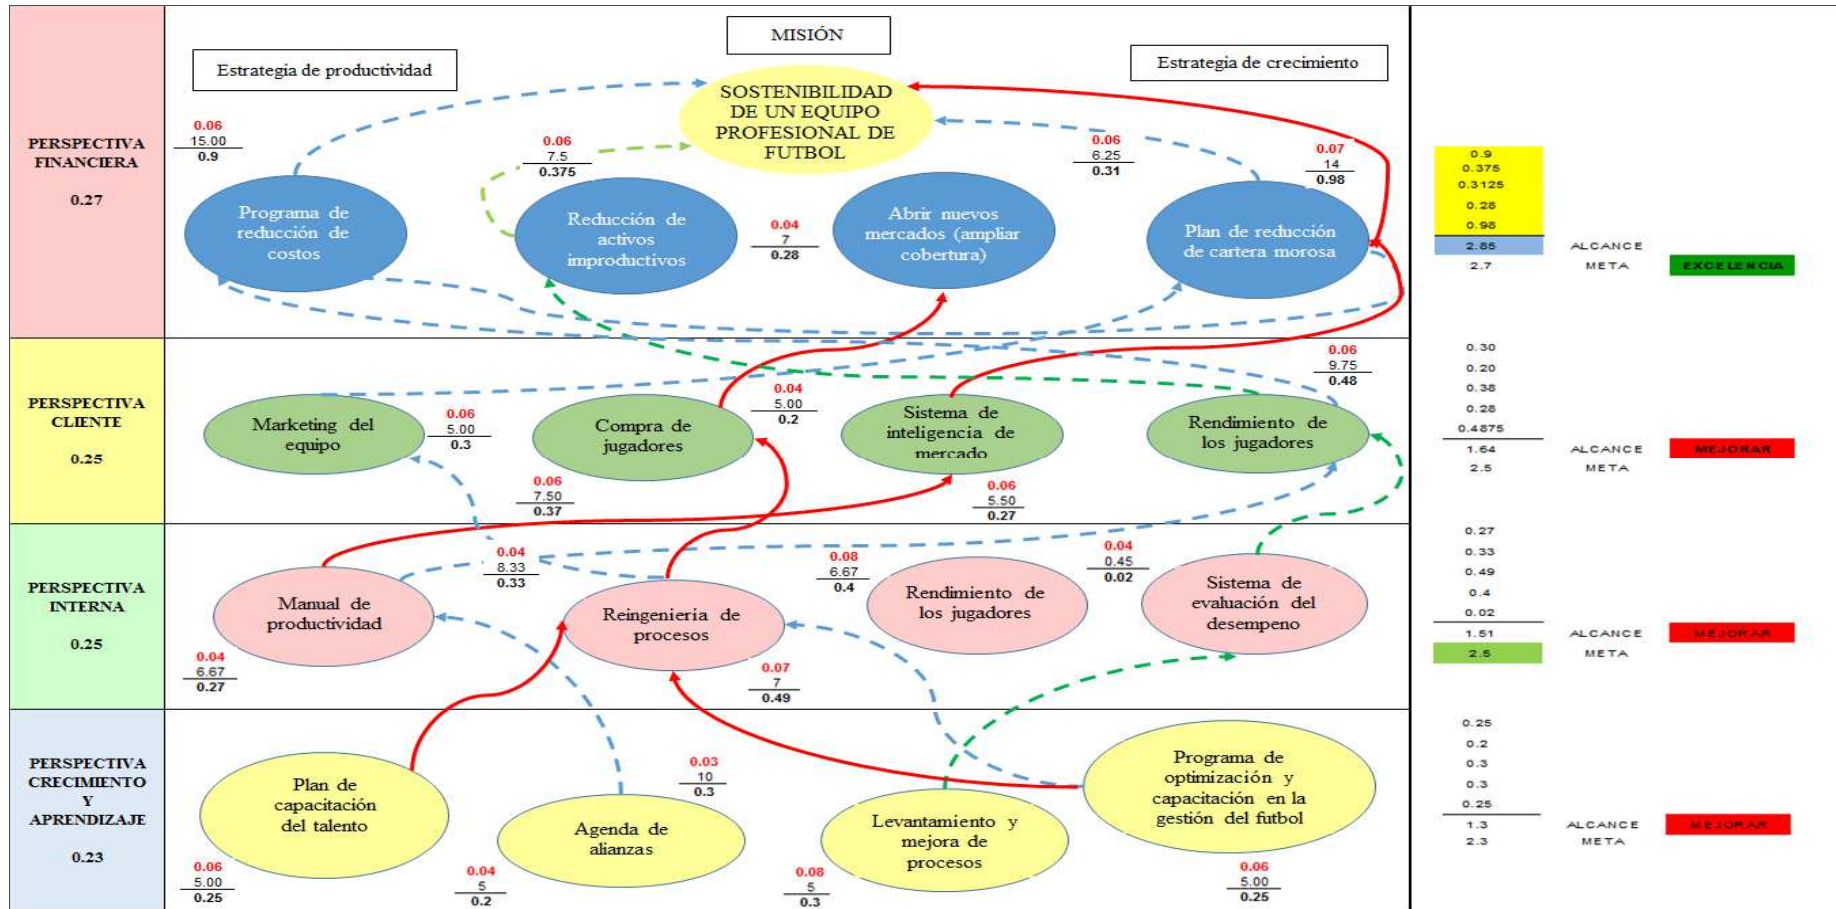 MISIÓN
Estrategia de productividad
Estrategia de crecimiento
SOSTENIBILIDAD
DE UN EQUIPO
PROFESIONAL DE
FUTBOL
PERSPECTIVA
FINANCIERA
0.27
0.06
15.00
0.9
0.06
7.5
0.375
0.06
6.25
0.31
0.07
14
0.98
Programa de
reducción de
costos
Reducción de
activos
improductivos
0.04
7
0.28
Abrir nuevos
mercados (ampliar
cobertura)
Plan de reducción
de cartera morosa
0.9
0.375
0.3125
0.28
0.98
2.85 ALCANCE
2.7 META EXCELENCIA
PERSPECTIVA
CLIENTE
0.25
Marketing del
equipo
0.06
5.00
0.3
Compra de
jugadores
0.04
5.00
0.2
Sistema de
inteligencia de
mercado
0.06
9.75
0.48
Rendimiento de
los jugadores
0.06
7.50
0.37
0.06
5.50
0.27
0.30
0.20
0.38
0.28
0.4875
1.64 ALCANCE MEJORAR
2.5 META
PERSPECTIVA
INTERNA
0.25
Manual de
productividad
0.04
8.33
0.33
Reingeniería de
procesos
0.08
6.67
0.4
Rendimiento de
los jugadores
0.04
0.45
0.02
Sistema de
evaluación del
desempeno
0.04
6.67
0.27
0.07
7
0.49
0.27
0.33
0.49
0.4
0.02
1.51 ALCANCE MEJORAR
2.5 META
PERSPECTIVA
CRECIMIENTO
Y
APRENDIZAJE
0.23
Plan de
capacitación
del talento
0.03
10
0.3
Agenda de
alianzas
Levantamiento y
mejora de
procesos
Programa de
optimización y
capacitación en la
gestión del futbol
0.06
5.00
0.25
0.04
5
0.2
0.08
5
0.3
0.06
5.00
0.25
0.25
0.2
0.3
0.3
0.25
1.3 ALCANCE MEJORAR
2.3 META